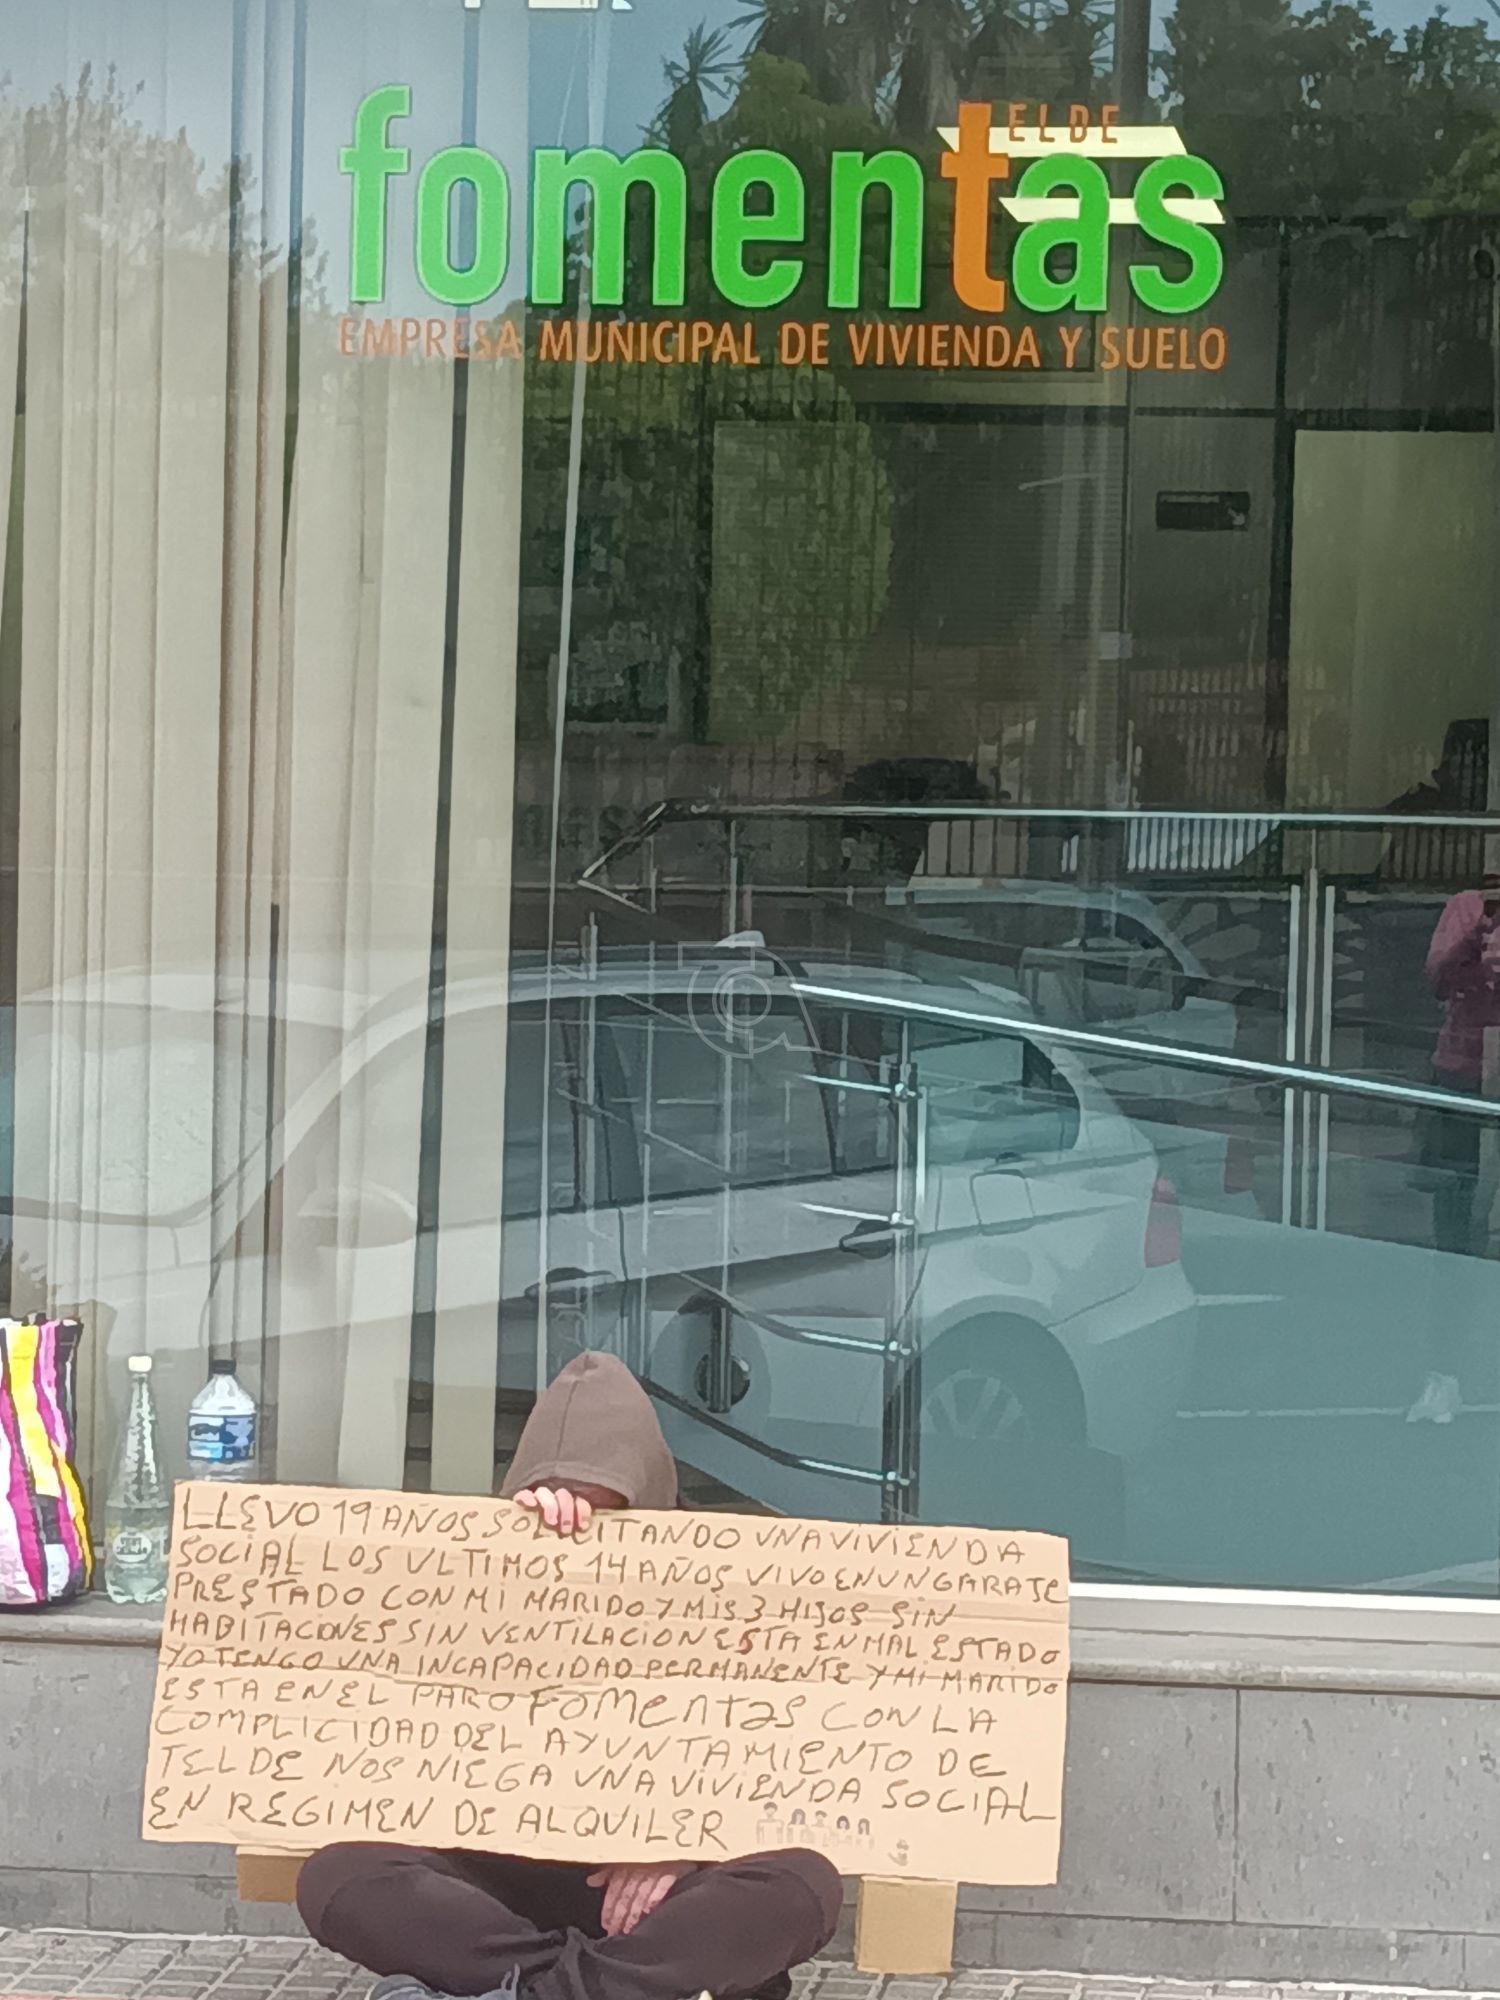 TELDE
fomentas
EMPRESA MUNICIPAL DE VIVIENDA Y SUELO
LLEVO 19 AÑOS SOLICITANDO UNA VIVIENDA
SOCIAL LOS ULTIMOS 14 AÑOS VIVO EN UN GARAJE
PRESTADO CON MI MARIDO Y MIS 3 HIJOS SIN
HABITACIONES SIN VENTILACION ESTA EN MAL ESTADO
YO TENGO UNA INCAPACIDAD PERMANENTE Y MI MARIDO
ESTA EN EL PARO FOMENTAS CON LA
COMPLICIDAD DEL AYUNTAMIENTO DE
TELDE NOS NIEGA UNA VIVIENDA SOCIAL
EN REGIMEN DE ALQUILER